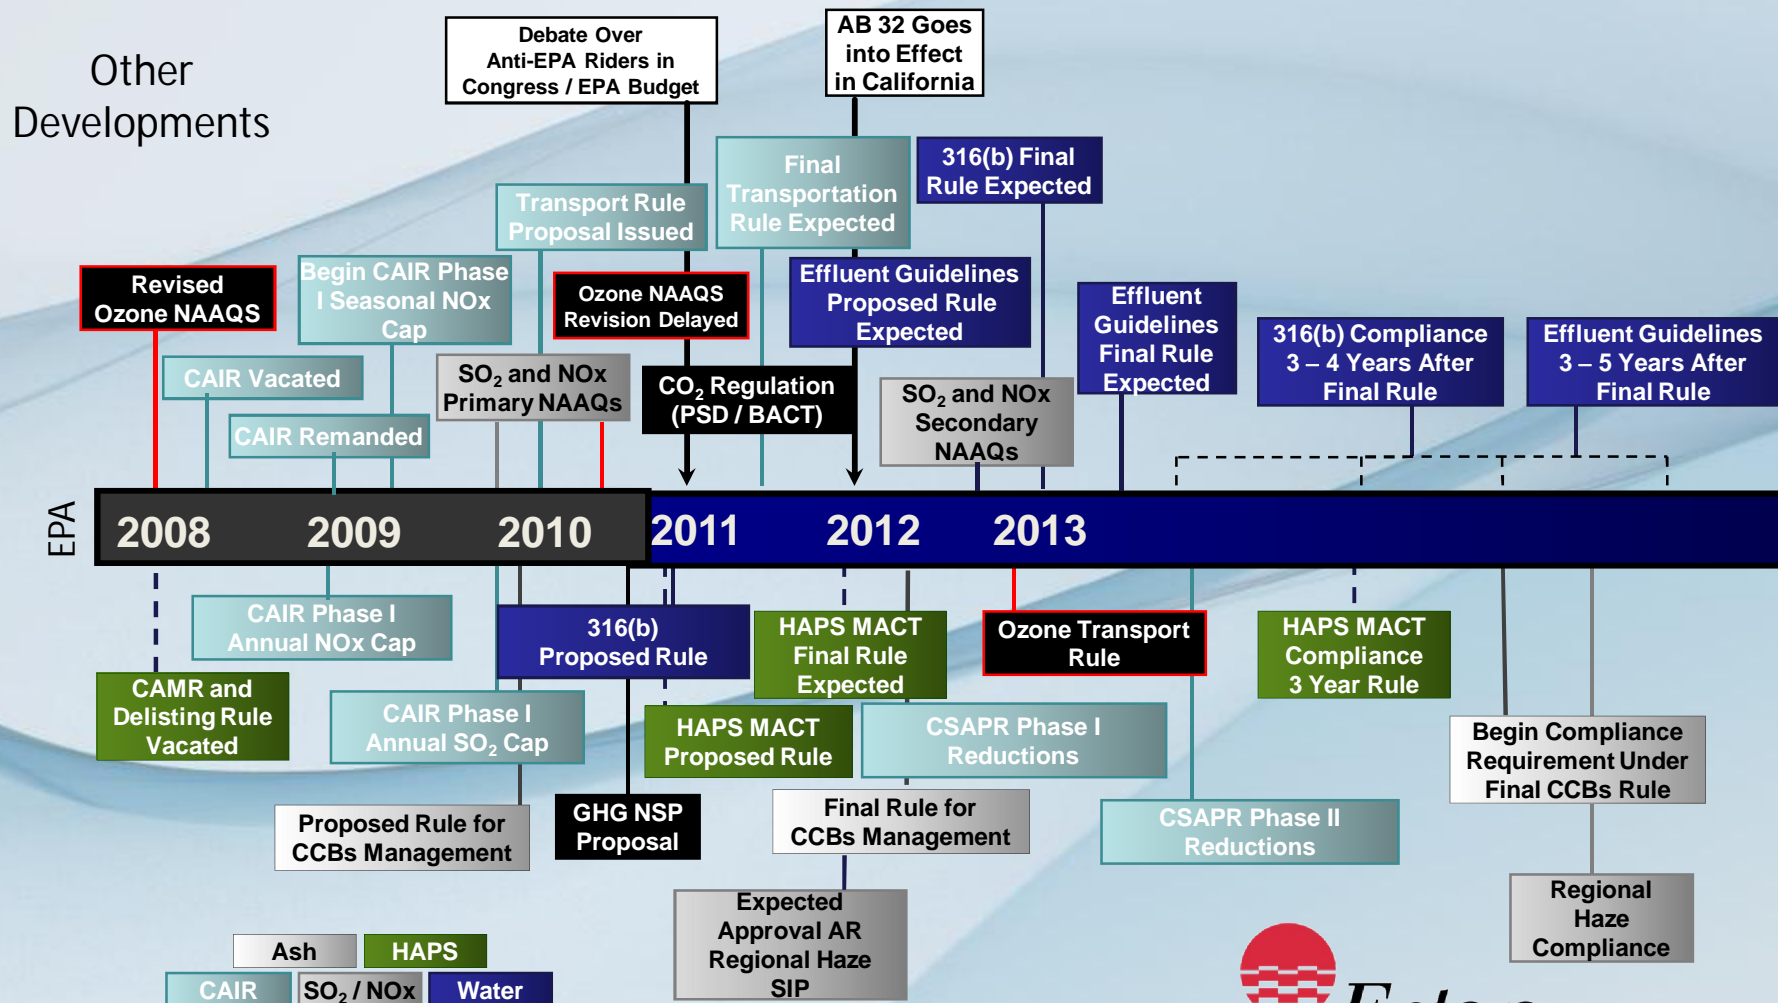 Other
Developments
Debate Over
Anti-EPA Riders in
Congress / EPA Budget
AB 32 Goes
into Effect
in California
Final
Transportation
Rule Expected
316(b) Final
Rule Expected
Transport Rule
Proposal Issued
Revised
Ozone NAAQS
Begin CAIR Phase
I Seasonal NOx
Cap
Ozone NAAQS
Revision Delayed
Effluent Guidelines
Proposed Rule
Expected
Effluent
Guidelines
Final Rule
Expected
316(b) Compliance
3 – 4 Years After
Final Rule
Effluent Guidelines
3 – 5 Years After
Final Rule
CAIR Vacated
SO2 and NOx
Primary NAAQs
CO2 Regulation
(PSD / BACT)
SO2 and NOx
Secondary
NAAQs
CAIR Remanded
EPA
2008
2009
2010
2011
2012
2013
CAIR Phase I
Annual NOx Cap
316(b)
Proposed Rule
HAPS MACT
Final Rule
Expected
Ozone Transport
Rule
HAPS MACT
Compliance
3 Year Rule
CAMR and
Delisting Rule
Vacated
CAIR Phase I
Annual SO2 Cap
HAPS MACT
Proposed Rule
CSAPR Phase I
Reductions
Begin Compliance
Requirement Under
Final CCBs Rule
Proposed Rule for
CCBs Management
GHG NSP
Proposal
Final Rule for
CCBs Management
CSAPR Phase II
Reductions
Expected
Approval AR
Regional Haze
SIP
Regional
Haze
Compliance
Ash
HAPS
CAIR
SO2 / NOx
Water